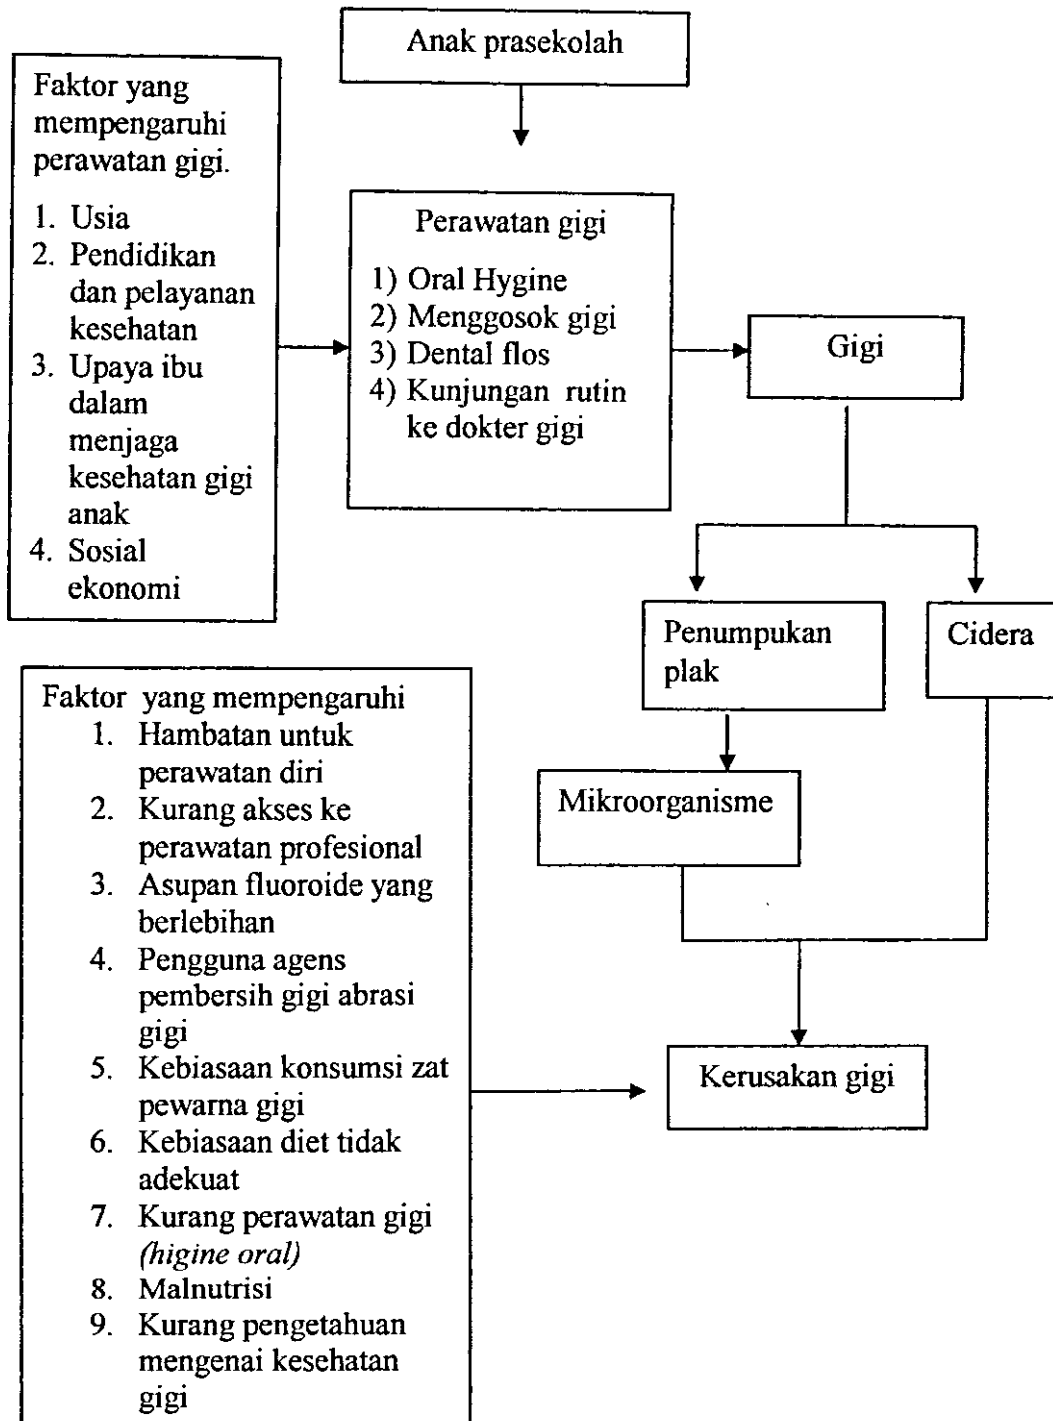 Anak prasekolah
Faktor yang
mempengaruhi
perawatan gigi.
1. Usia
2. Pendidikan
dan pelayanan
kesehatan
3. Upaya ibu
dalam
menjaga
kesehatan gigi
anak
4. Sosial
ekonomi
Perawatan gigi
1) Oral Hygine
2) Menggosok gigi
3) Dental flos
4) Kunjungan rutin
ke dokter gigi
Gigi
Penumpukan
plak
Cidera
Mikroorganisme
Faktor yang mempengaruhi
1. Hambatan untuk
perawatan diri
2. Kurang akses ke
perawatan profesional
3. Asupan fluoroide yang
berlebihan
4. Pengguna agens
pembersih gigi abrasi
gigi
5. Kebiasaan konsumsi zat
pewarna gigi
6. Kebiasaan diet tidak
adekuat
7. Kurang perawatan gigi
(higine oral)
8. Malnutrisi
9. Kurang pengetahuan
mengenai kesehatan
gigi
Kerusakan gigi